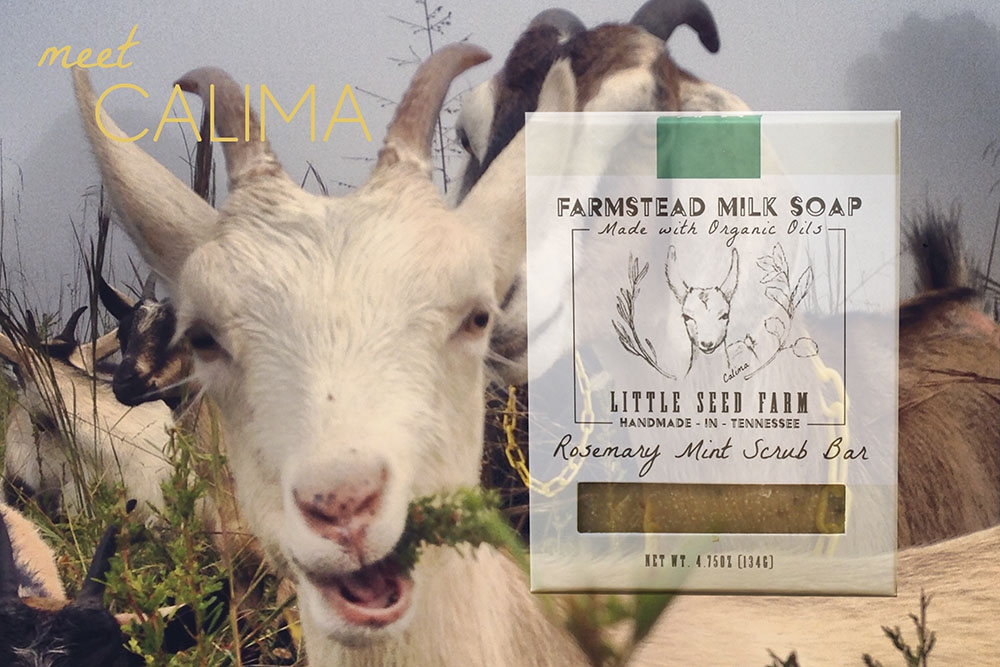 meet
CALIMA
FARMSTEAD MILK SOAP
Made with Organic Oils
Calima
LITTLE SEED FARM
HANDMADE - IN - TENNESSEE
Rosemary Mint Scrub Bar
NET WT. 4.75OZ (134G)